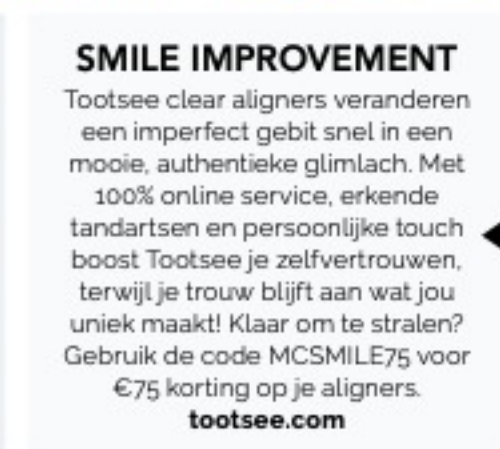 SMILE IMPROVEMENT
Tootsee clear aligners veranderen
een imperfect gebit snel in een
mooie, authentieke glimlach. Met
100% online service, erkende
tandartsen en persoonlijke touch
boost Tootsee je zelfvertrouwen,
terwijl je trouw blijft aan wat jou
uniek maakt! Klaar om te stralen?
Gebruik de code MCSMILE75 voor
€75 korting op je aligners.
tootsee.com